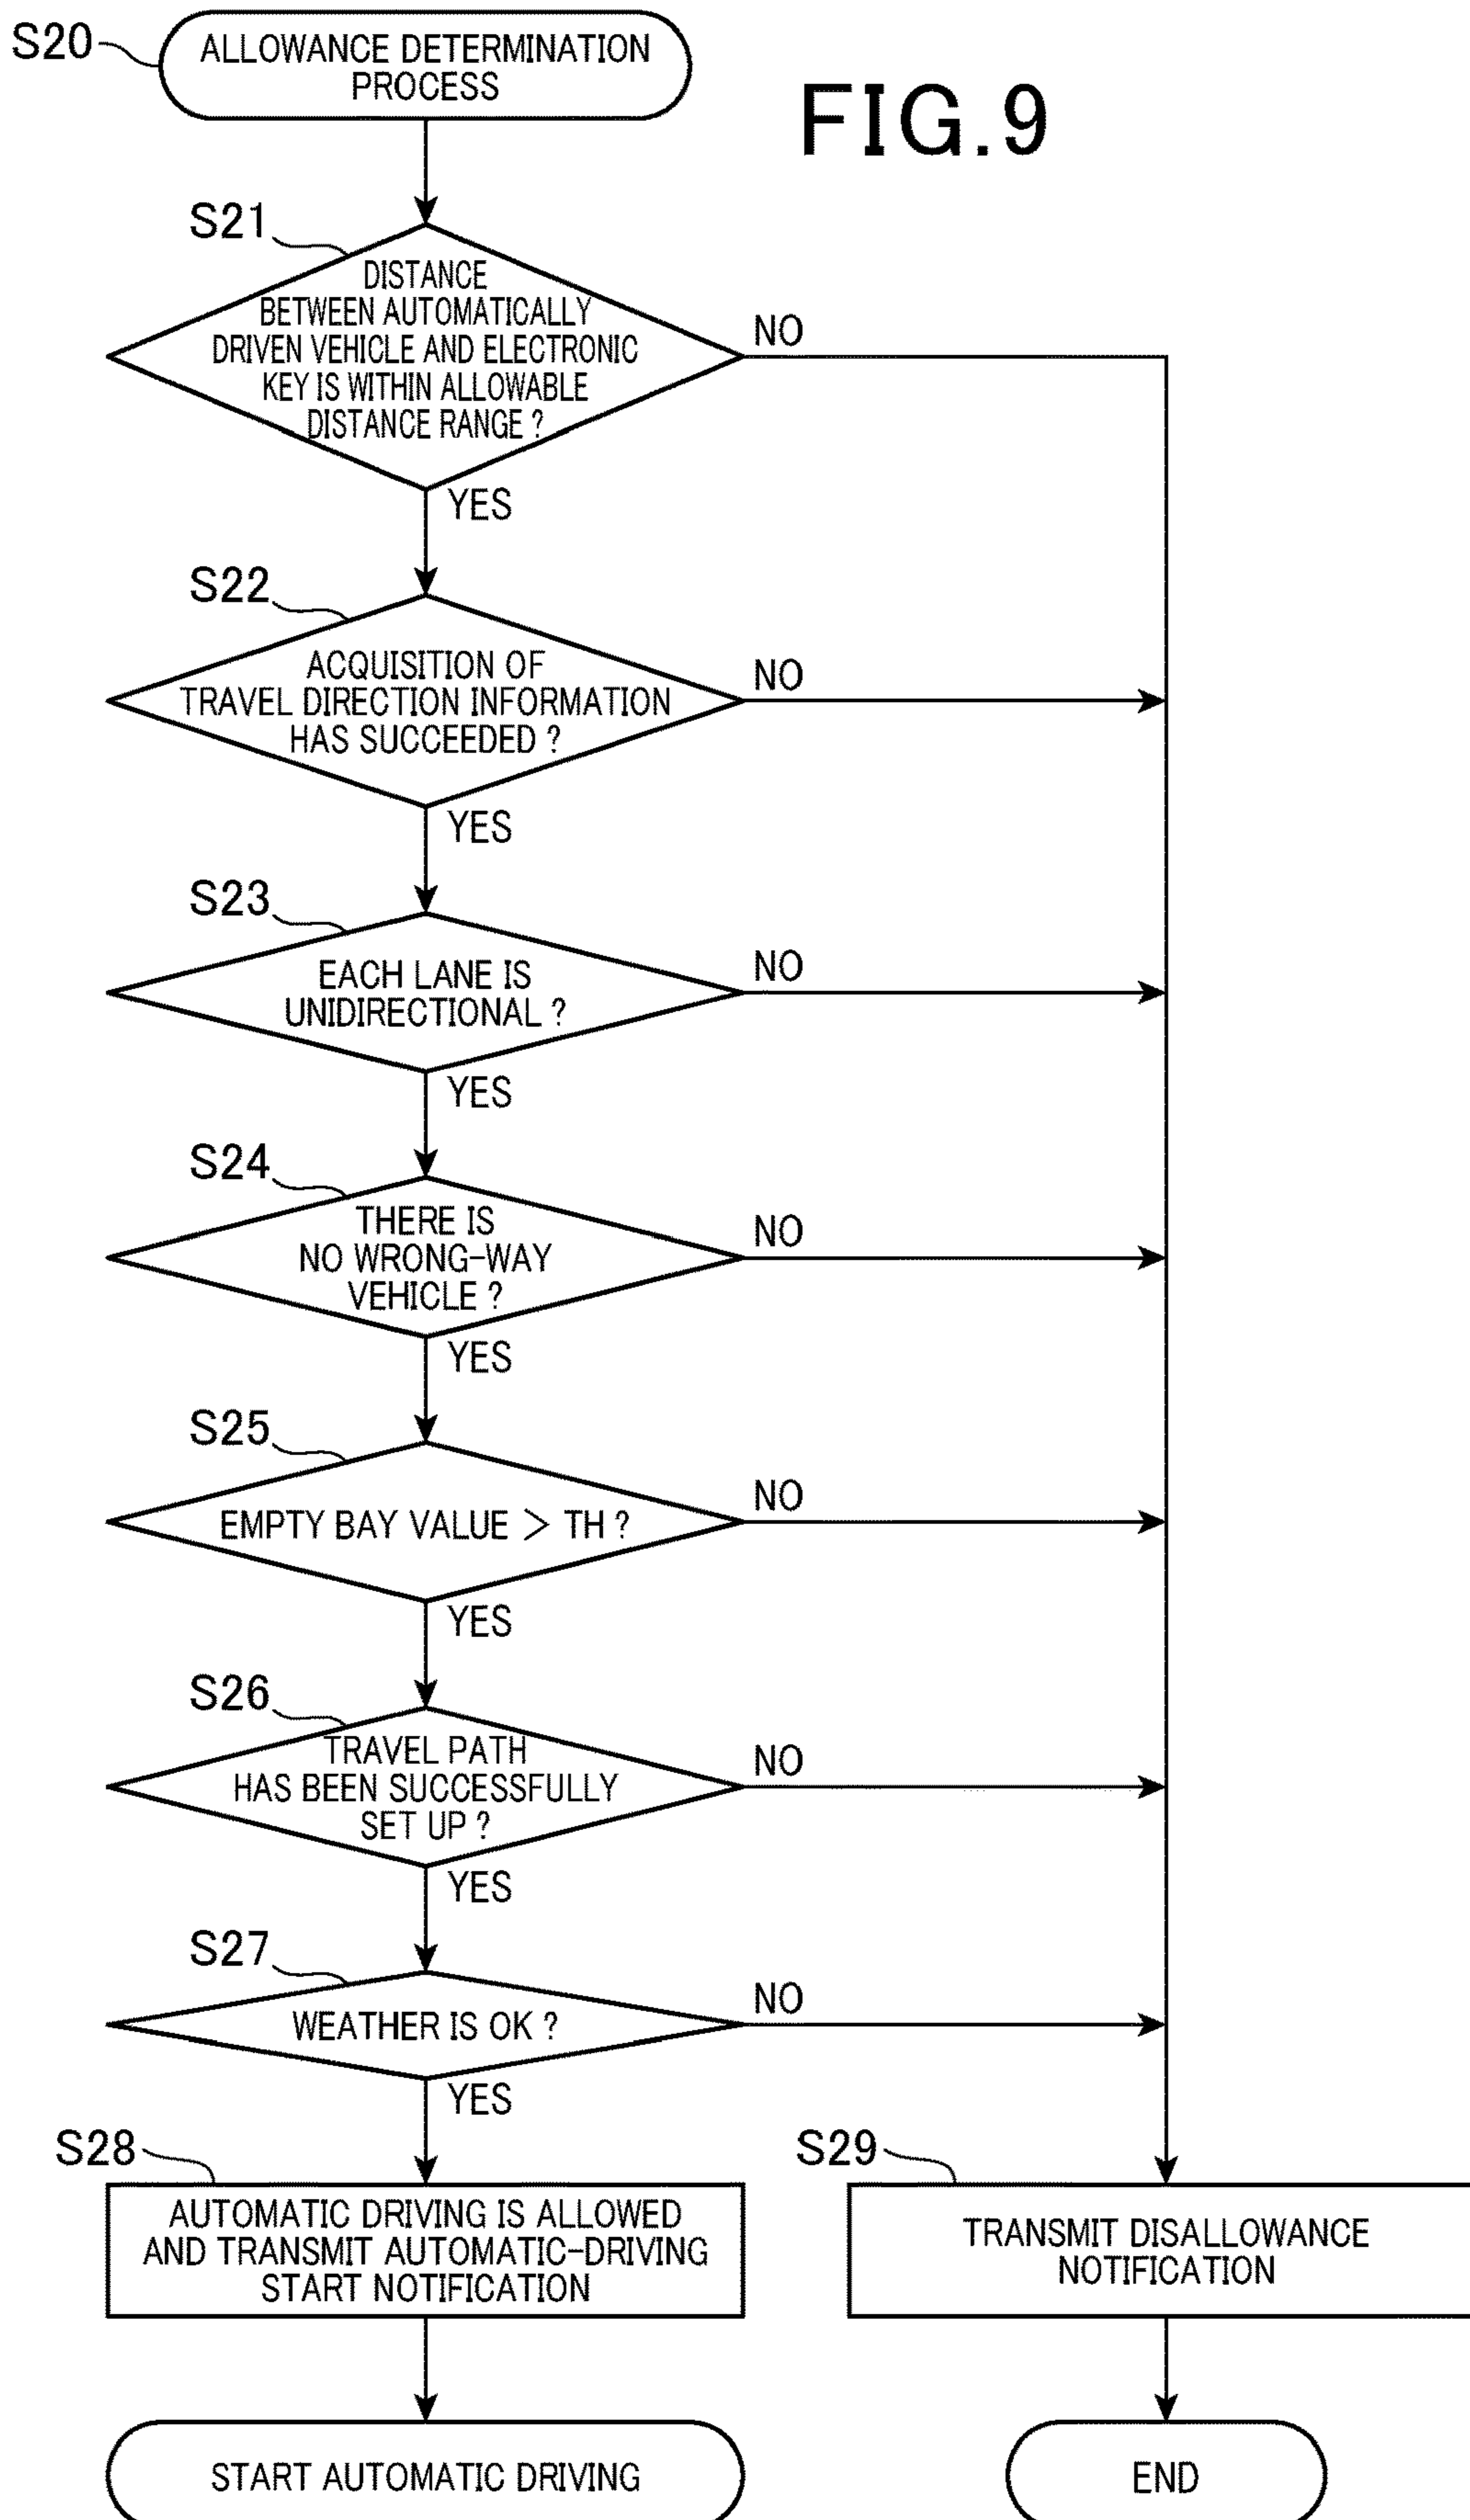 S20
ALLOWANCE DETERMINATION
PROCESS
FIG.9
S21
DISTANCE
BETWEEN AUTOMATICALLY
DRIVEN VEHICLE AND ELECTRONIC
KEY IS WITHIN ALLOWABLE
DISTANCE RANGE ?
NO
YES
S22
ACQUISITION OF
TRAVEL DIRECTION INFORMATION
HAS SUCCEEDED ?
NO
YES
S23
EACH LANE IS
UNIDIRECTIONAL ?
NO
YES
S24
THERE IS
NO WRONG-WAY
VEHICLE ?
NO
YES
S25
EMPTY BAY VALUE > TH ?
NO
YES
S26
TRAVEL PATH
HAS BEEN SUCCESSFULLY
SET UP ?
NO
YES
S27
WEATHER IS OK ?
NO
YES
S28
AUTOMATIC DRIVING IS ALLOWED
AND TRANSMIT AUTOMATIC-DRIVING
START NOTIFICATION
S29
TRANSMIT DISALLOWANCE
NOTIFICATION
START AUTOMATIC DRIVING
END